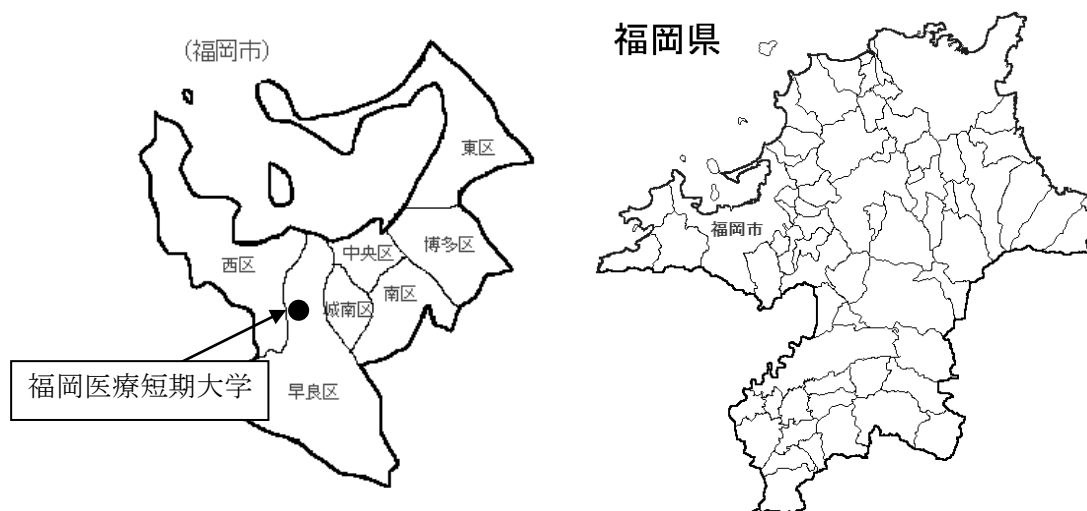 (福岡市)
東区
博多区
中央区
西区
南区
城南区
福岡医療短期大学
早良区
福岡県
福岡市